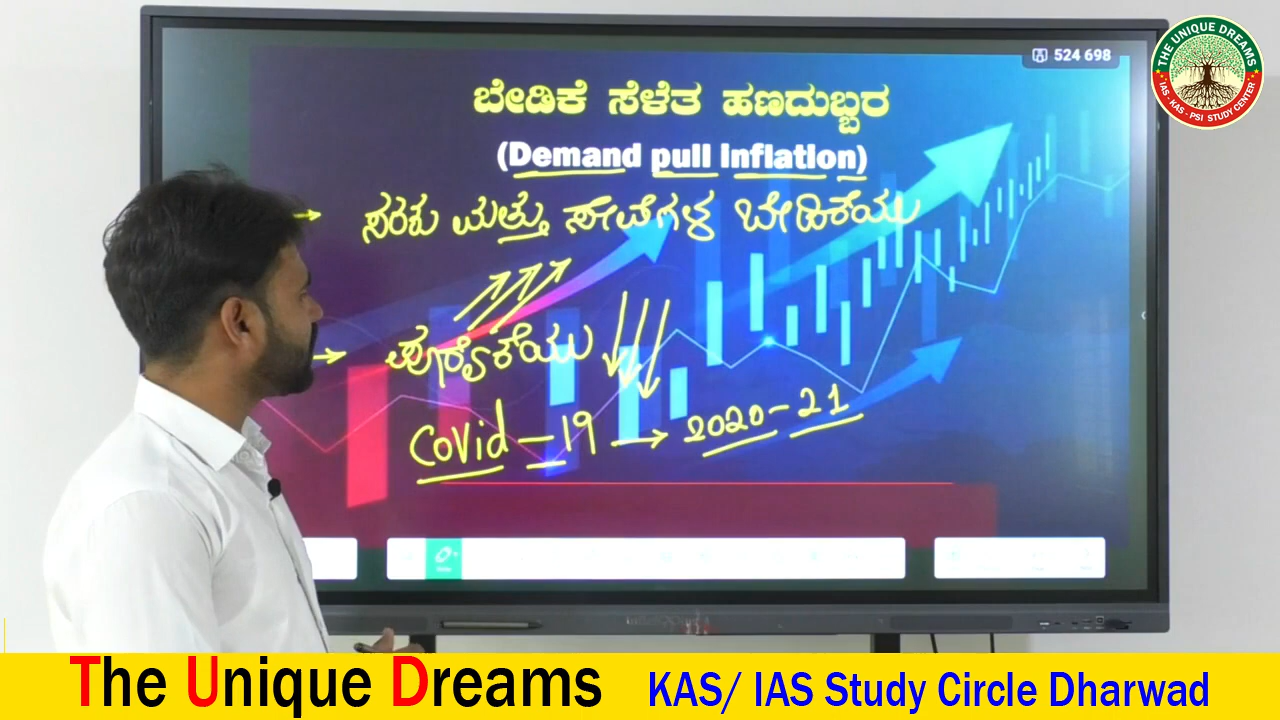 524 698
THE UNIQUE DREAMS
IAS - KAS - PSI STUDY CENTER
ಬೇಡಿಕೆ ಸೆಳೆತ ಹಣದುಬ್ಬರ
(Demand pull Inflation)
ಸರಕು ಮತ್ತು ಸೇವೆಗಳ ಬೇಡಿಕೆಯು
ಪೂರೈಕೆಯು
Covid - 19 → 2020-21
The Unique Dreams KAS/ IAS Study Circle Dharwad